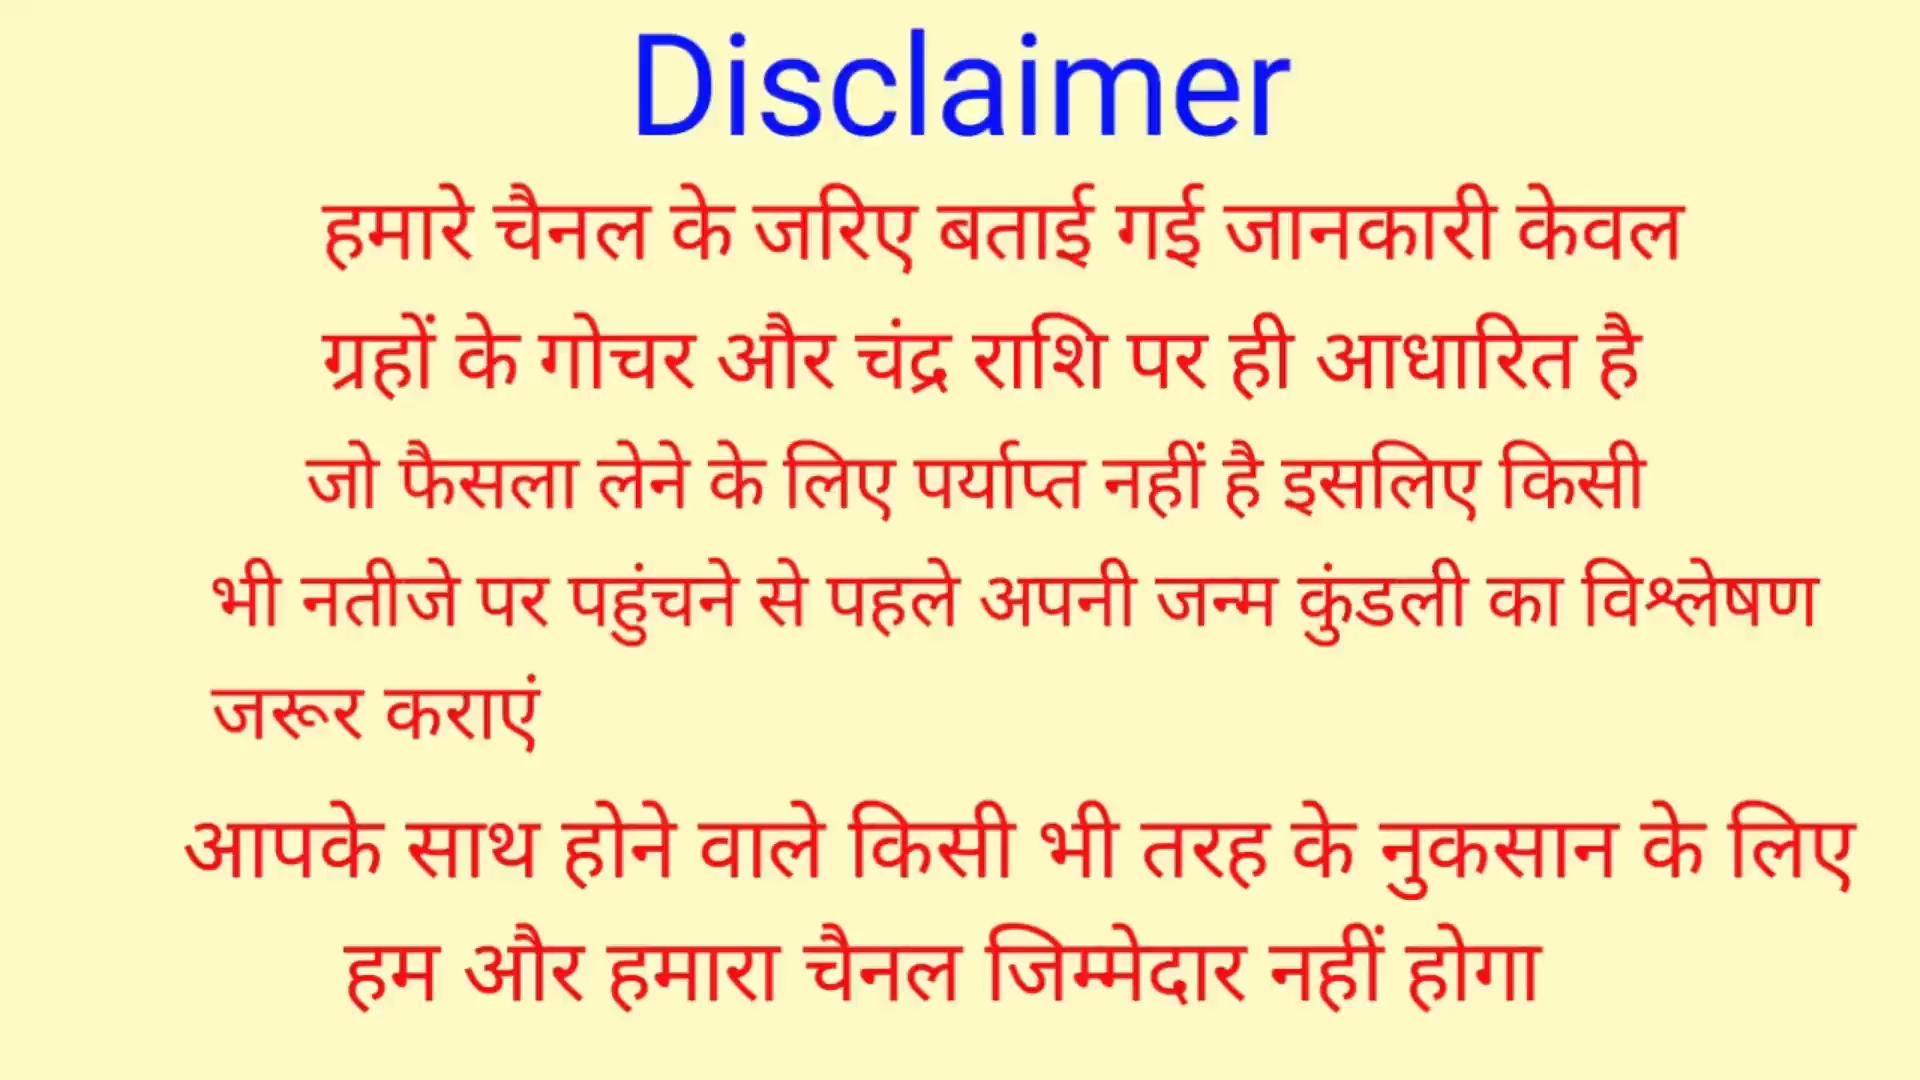 Disclaimer
हमारे चैनल के जरिए बताई गई जानकारी केवल
ग्रहों के गोचर और चंद्र राशि पर ही आधारित है
जो फैसला लेने के लिए पर्याप्त नहीं है इसलिए किसी
भी नतीजे पर पहुंचने से पहले अपनी जन्म कुंडली का विश्लेषण
जरूर कराएं
आपके साथ होने वाले किसी भी तरह के नुकसान के लिए
हम और हमारा चैनल जिम्मेदार नहीं होगा